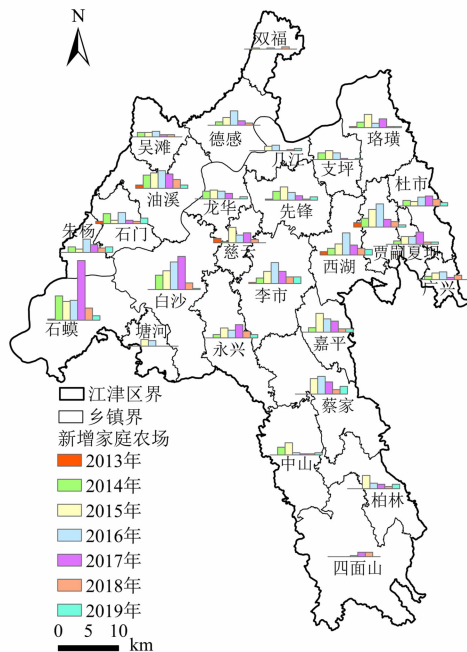 N
双福
珞璜
德感
吴滩
几江
支坪
杜市
油溪
龙华
先锋
朱杨
石门
慈云
西湖
贾嗣
夏坝
广兴
白沙
李市
石蟆
塘河
永兴
嘉平
蔡家
中山
柏林
四面山
江津区界
乡镇界
新增家庭农场
2013年
2014年
2015年
2016年
2017年
2018年
2019年
0 5 10
km